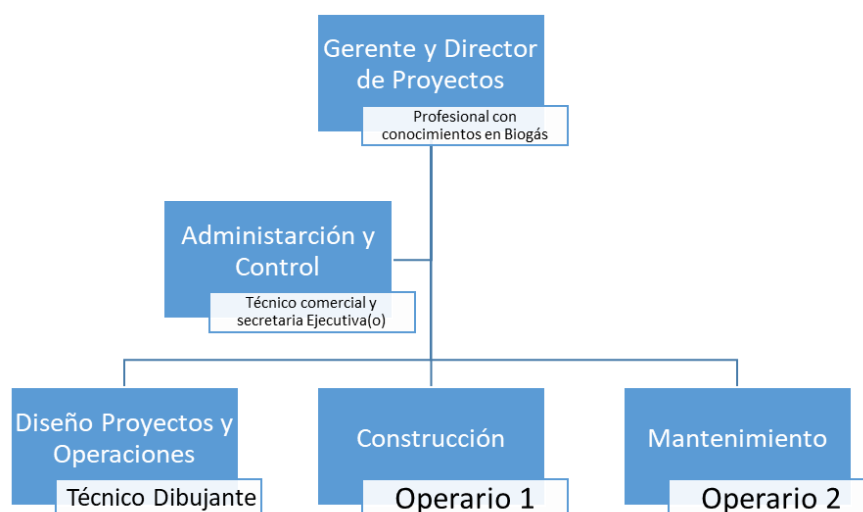 Gerente y Director
de Proyectos
Profesional con
conocimientos en Biogás
Administarción y
Control
Técnico comercial y
secretaria Ejecutiva(o)
Diseño Proyectos y
Operaciones
Técnico Dibujante
Construcción
Operario 1
Mantenimiento
Operario 2